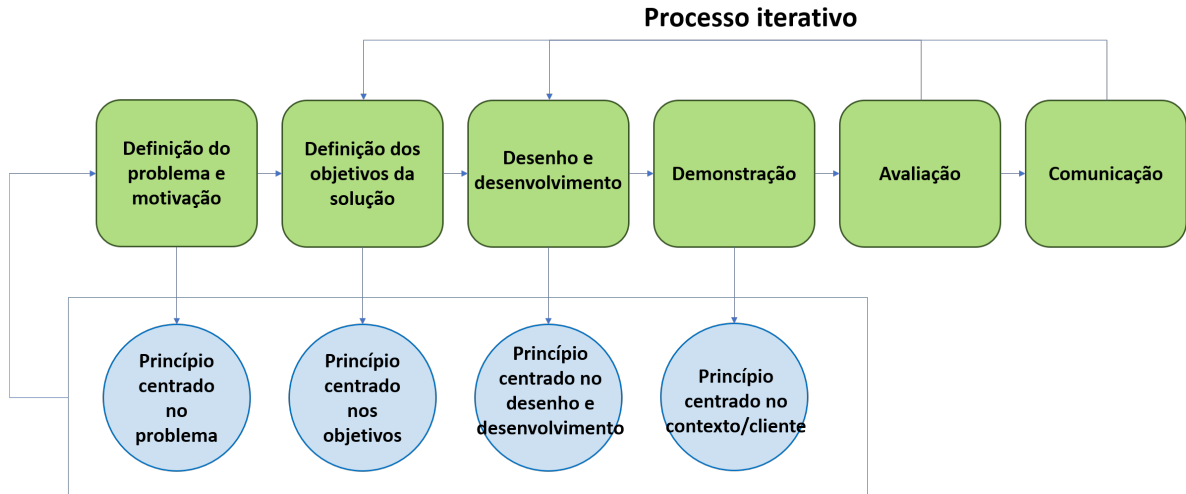 Processo iterativo
Definição do
problema e
motivação
Definição dos
objetivos da
solução
Desenho e
desenvolvimento
Demonstração
Avaliação
Comunicação
Princípio
centrado
no
problema
Princípio
centrado
nos
objetivos
Princípio
centrado no
desenho e
desenvolvimento
Princípio
centrado no
contexto/cliente